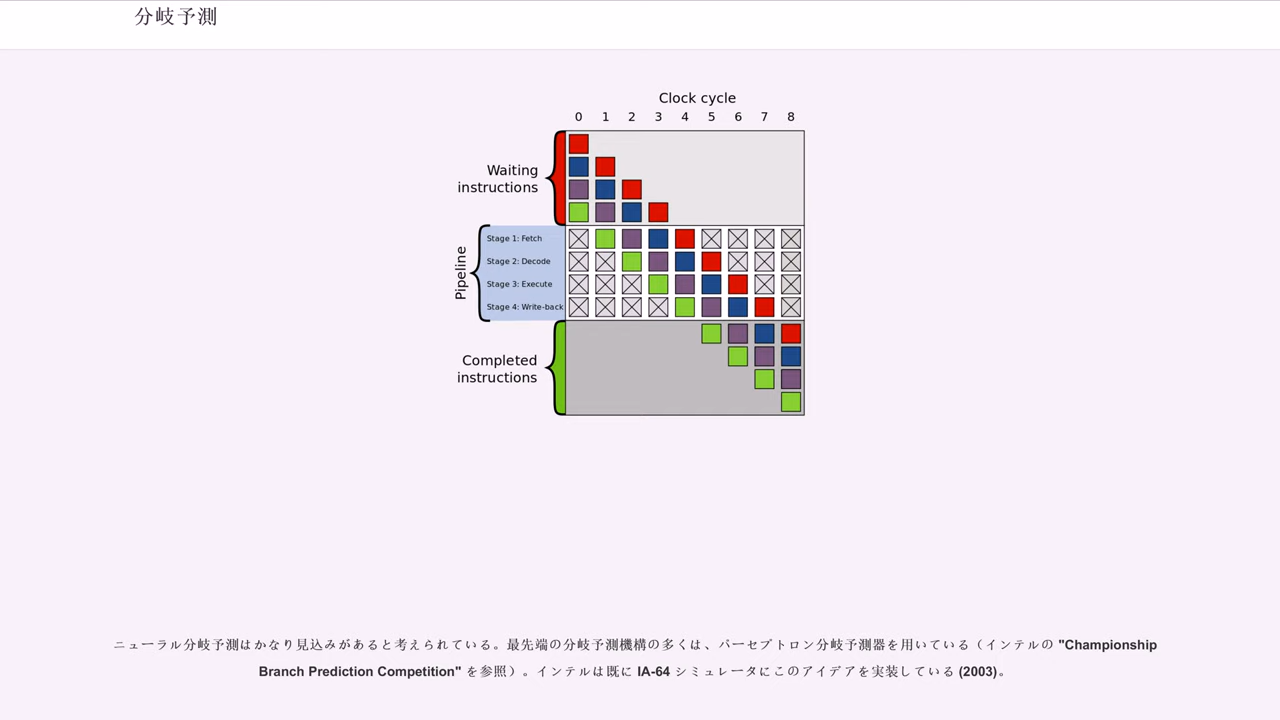 分岐予測
Clock cycle
0 1 2 3 4 5 6 7 8
Waiting
instructions
Pipeline
Stage 1: Fetch
Stage 2: Decode
Stage 3: Execute
Stage 4: Write-back
Completed
instructions
ニューラル分岐予測はかなり見込みがあると考えられている。最先端の分岐予測機構の多くは、パーセプトロン分岐予測器を用いている（インテルの "Championship
Branch Prediction Competition" を参照）。インテルは既に IA-64 シミュレータにこのアイデアを実装している (2003)。